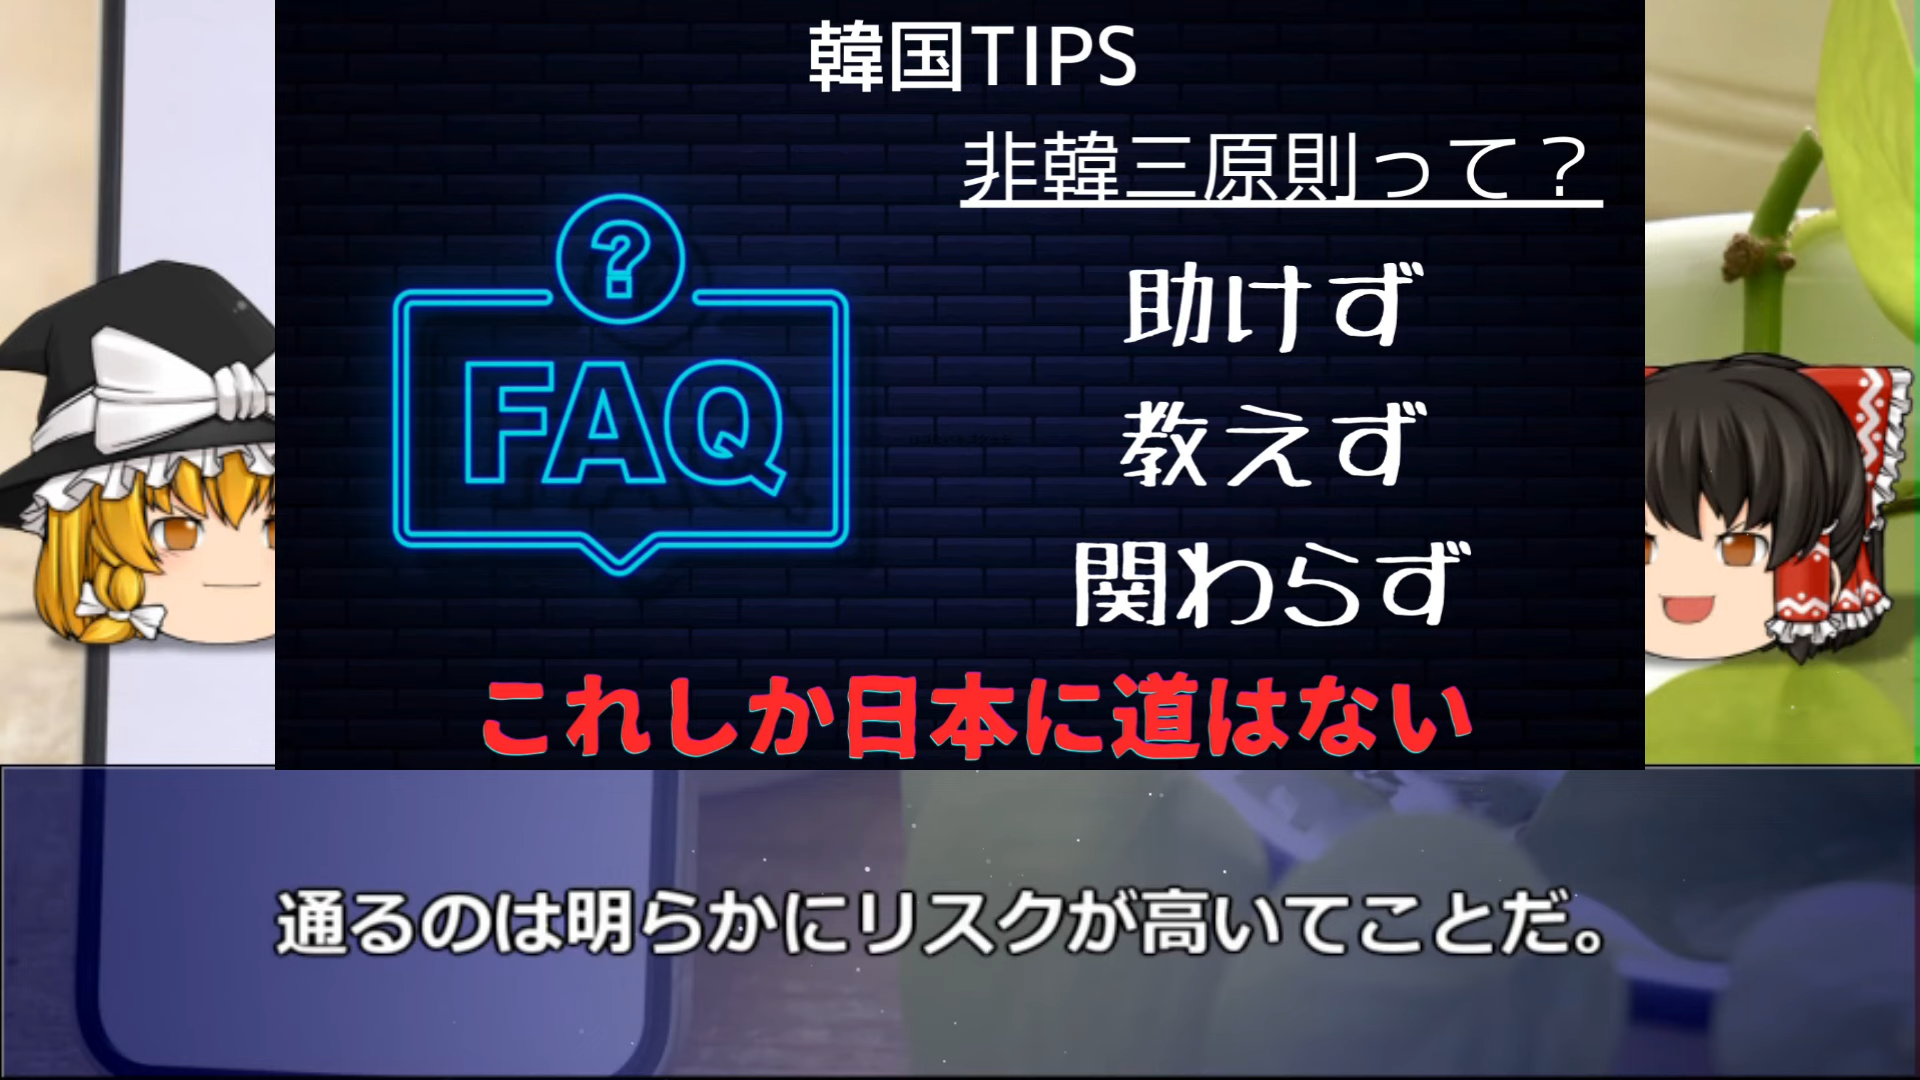 韓国TIPS
非韓三原則って？
?
FAQ
助けず
教えず
関わらず
これしか日本に道はない
通るのは明らかにリスクが高いてことだ。